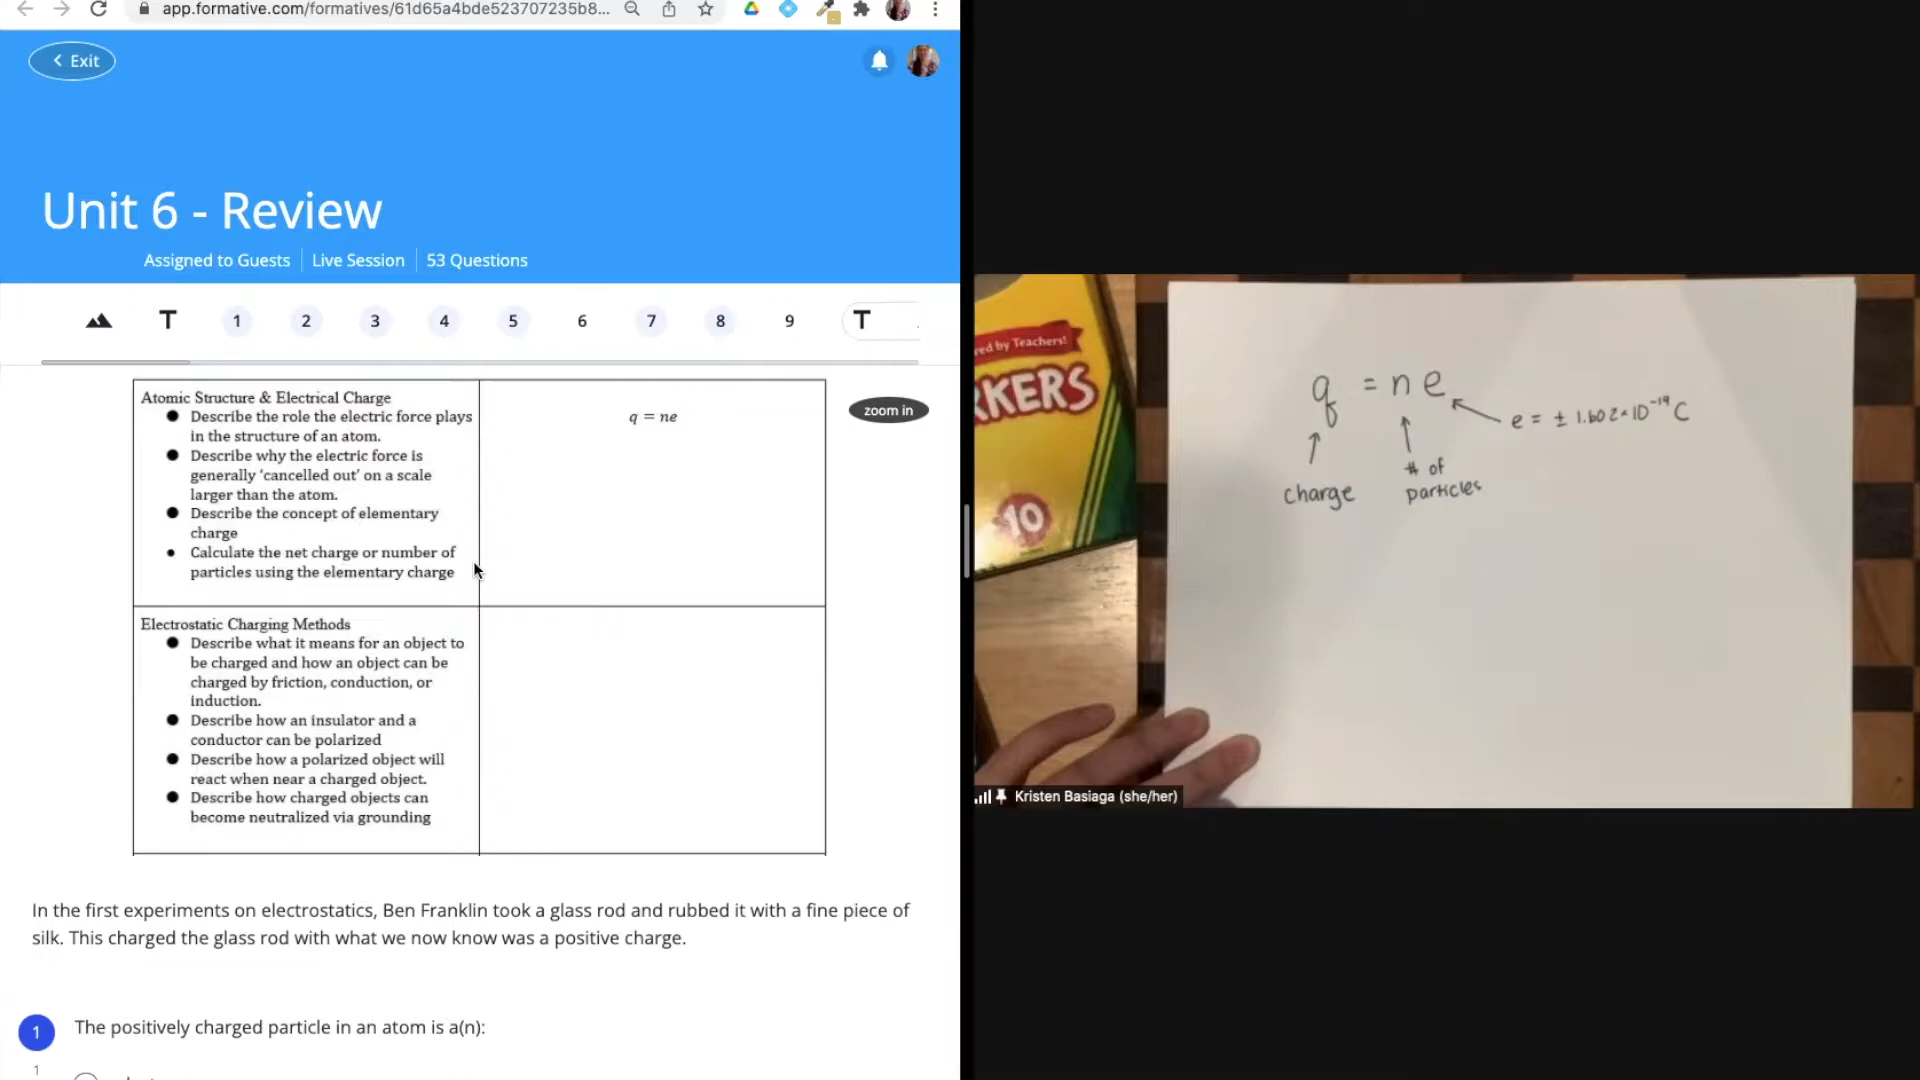 app.formative.com/formatives/61d65a4bde523707235b8...
Exit
Unit 6 - Review
Assigned to Guests | Live Session | 53 Questions
T 1 2 3 4 5 6 7 8 9 T
zoom in
Atomic Structure & Electrical Charge
● Describe the role the electric force plays
in the structure of an atom.
● Describe why the electric force is
generally ‘cancelled out’ on a scale
larger than the atom.
● Describe the concept of elementary
charge
● Calculate the net charge or number of
particles using the elementary charge
q = ne
Electrostatic Charging Methods
● Describe what it means for an object to
be charged and how an object can be
charged by friction, conduction, or
induction.
● Describe how an insulator and a
conductor can be polarized
● Describe how a polarized object will
react when near a charged object.
● Describe how charged objects can
become neutralized via grounding
In the first experiments on electrostatics, Ben Franklin took a glass rod and rubbed it with a fine piece of
silk. This charged the glass rod with what we now know was a positive charge.
1 The positively charged particle in an atom is a(n):
1
by Teachers!
10
q = ne
e = ± 1.602×10⁻¹⁹ C
charge
# of
particles
Kristen Basiaga (she/her)